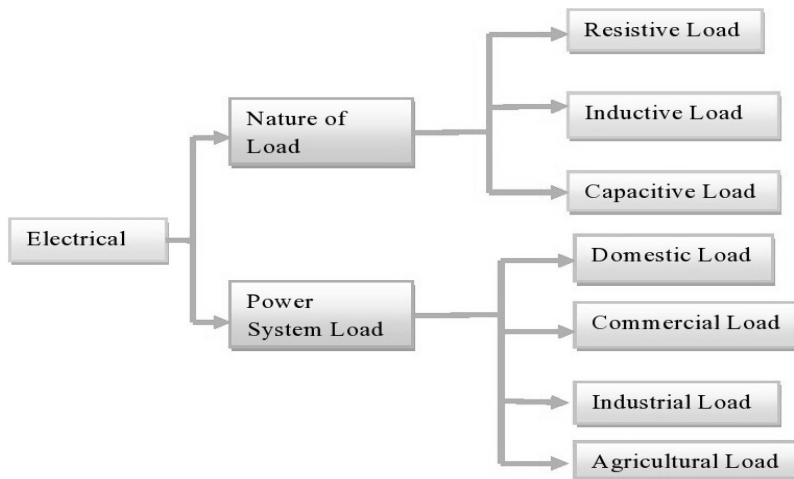 Electrical
Nature of
Load
Resistive Load
Inductive Load
Capacitive Load
Power
System Load
Domestic Load
Commercial Load
Industrial Load
Agricultural Load